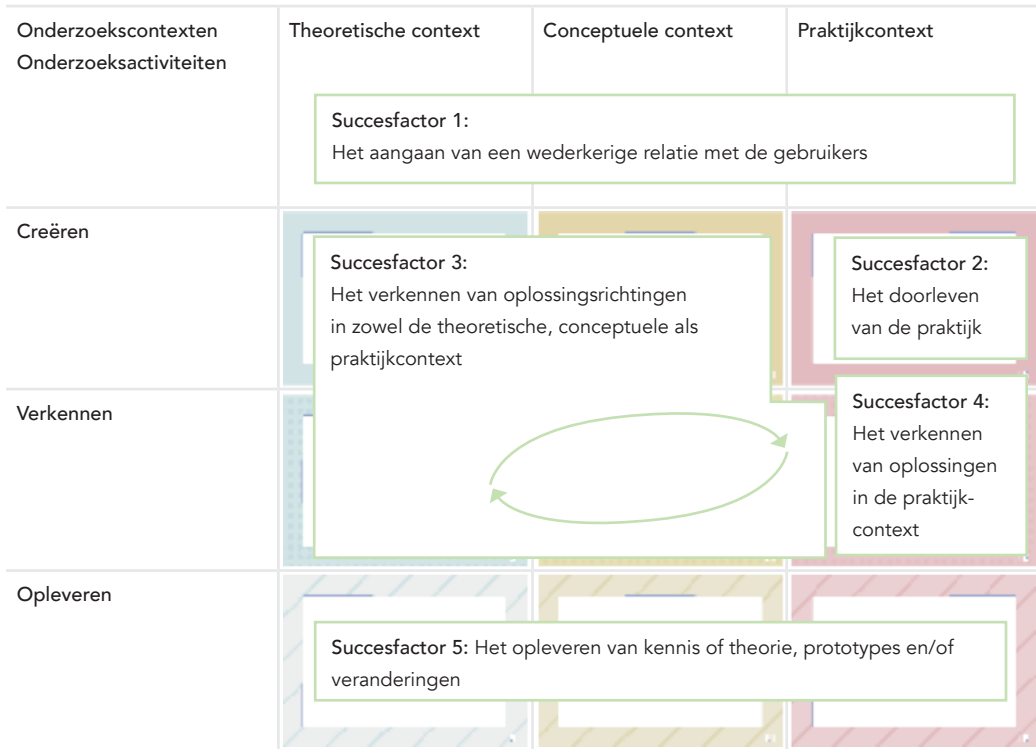 Onderzoekscontexten
Onderzoeksactiviteiten
Theoretische context
Conceptuele context
Praktijkcontext
Succesfactor 1:
Het aangaan van een wederkerige relatie met de gebruikers
Creëren
Succesfactor 3:
Het verkennen van oplossingsrichtingen
in zowel de theoretische, conceptuele als
praktijkcontext
Succesfactor 2:
Het doorleven
van de praktijk
Verkennen
Succesfactor 4:
Het verkennen
van oplossingen
in de praktijk-
context
Opleveren
Succesfactor 5: Het opleveren van kennis of theorie, prototypes en/of
veranderingen